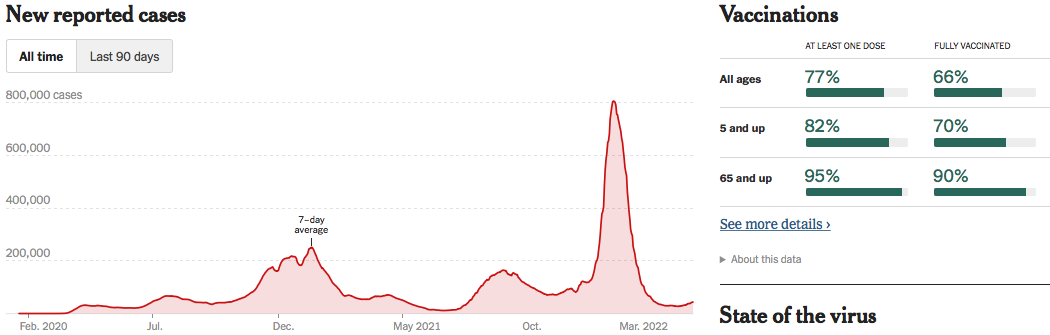 New reported cases
All time
Last 90 days
800,000 cases
600,000
400,000
200,000
7–day
average
Feb. 2020
Jul.
Dec.
May 2021
Oct.
Mar. 2022
Vaccinations
AT LEAST ONE DOSE
FULLY VACCINATED
All ages
77%
66%
5 and up
82%
70%
65 and up
95%
90%
See more details ›
► About this data
State of the virus